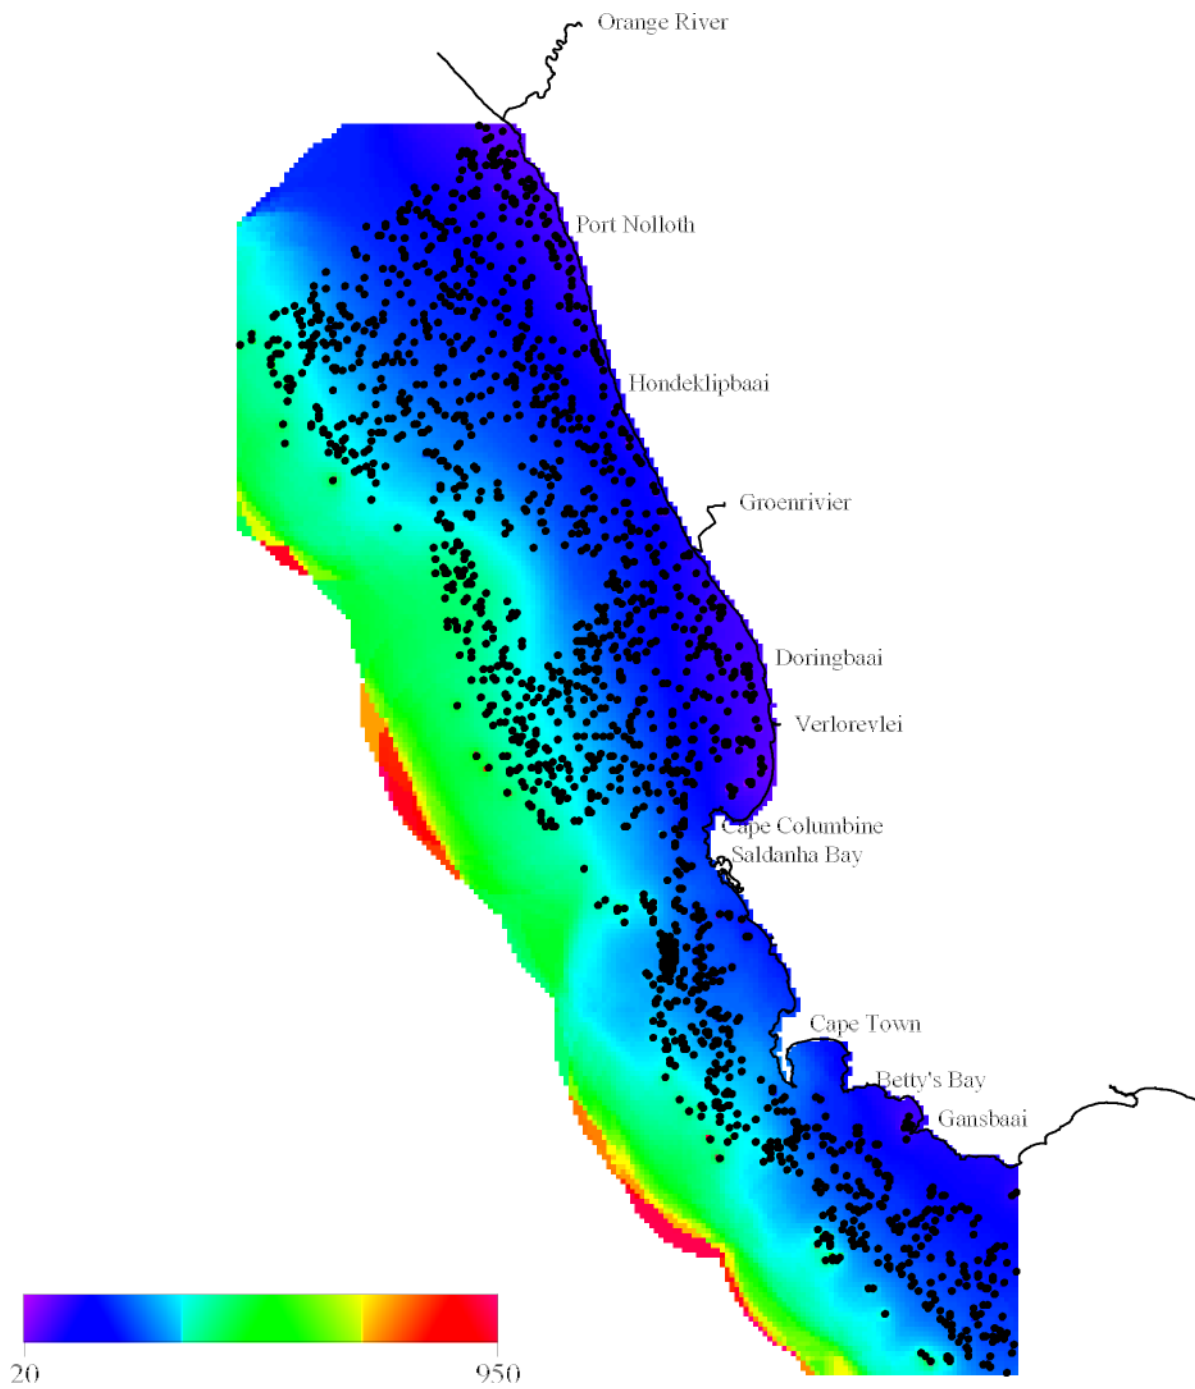 Orange River
Port Nolloth
Hondeklipbaai
Groenrivier
Doringbaai
Verlorevlei
Cape Columbine
Saldanha Bay
Cape Town
Betty's Bay
Gansbaai
20
950